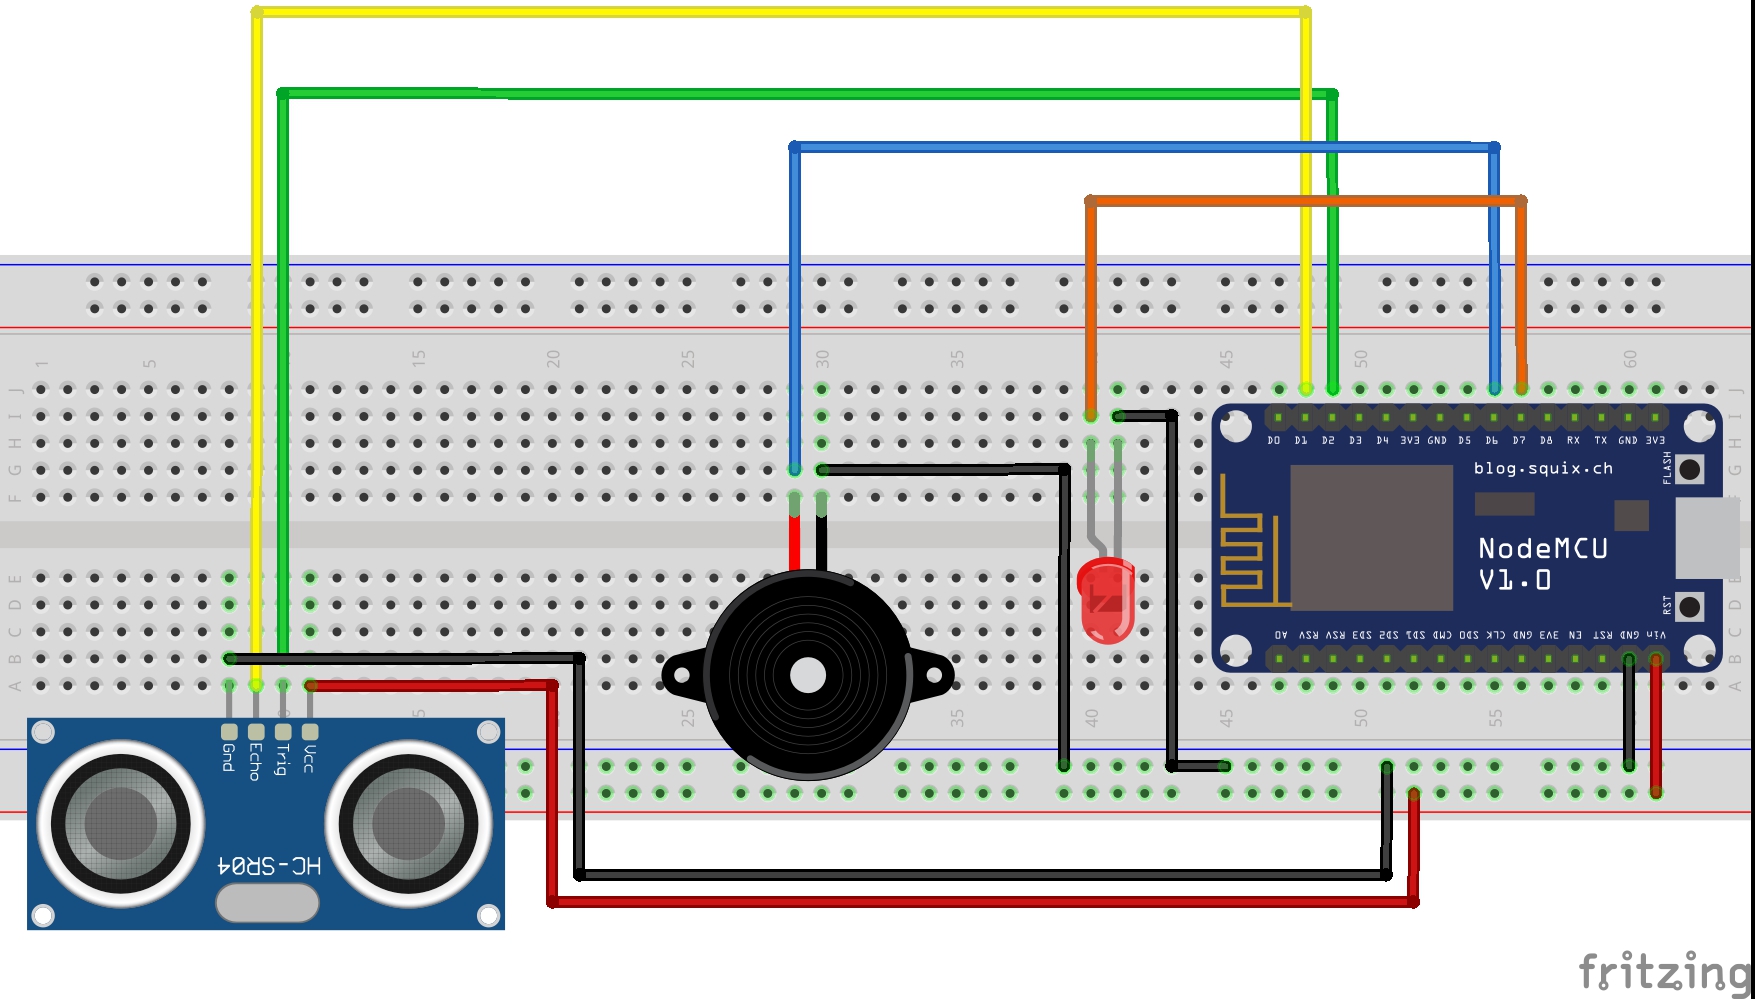 1 5 15 20 25 30 35 45 50 60
J J
I I
H H
G G
F
D0 D1 D2 D3 D4 3V3 GND D5 D6 D7 D8 RX TX GND 3V3
blog.squix.ch
FLASH
NodeMCU
V1.0
RST
E
D D
C C
B B
A A
A0 RSV RSV SD3 SD2 SD1 CMD SD0 CLK GND 3V3 EN RST GND Vin
5 25 35 40 45 50 55
Gnd Echo Trig Vcc
HC-SR04
fritzing